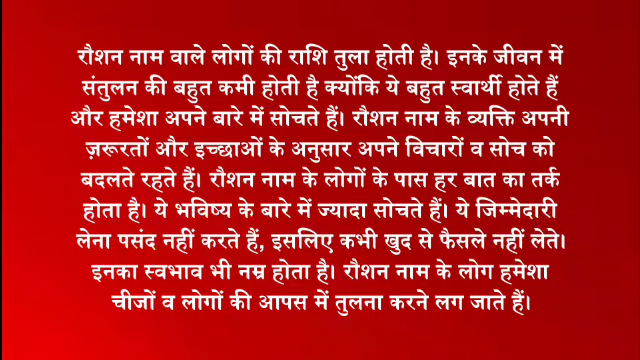 रौशन नाम वाले लोगों की राशि तुला होती है। इनके जीवन में
संतुलन की बहुत कमी होती है क्योंकि ये बहुत स्वार्थी होते हैं
और हमेशा अपने बारे में सोचते हैं। रौशन नाम के व्यक्ति अपनी
ज़रूरतों और इच्छाओं के अनुसार अपने विचारों व सोच को
बदलते रहते हैं। रौशन नाम के लोगों के पास हर बात का तर्क
होता है। ये भविष्य के बारे में ज्यादा सोचते हैं। ये जिम्मेदारी
लेना पसंद नहीं करते हैं, इसलिए कभी खुद से फैसले नहीं लेते।
इनका स्वभाव भी नम्र होता है। रौशन नाम के लोग हमेशा
चीजों व लोगों की आपस में तुलना करने लग जाते हैं।